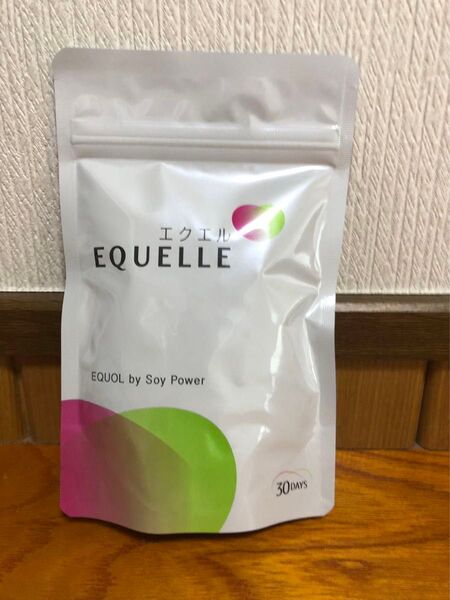 エクエル
EQUELLE
EQUOL by Soy Power
30DAYS